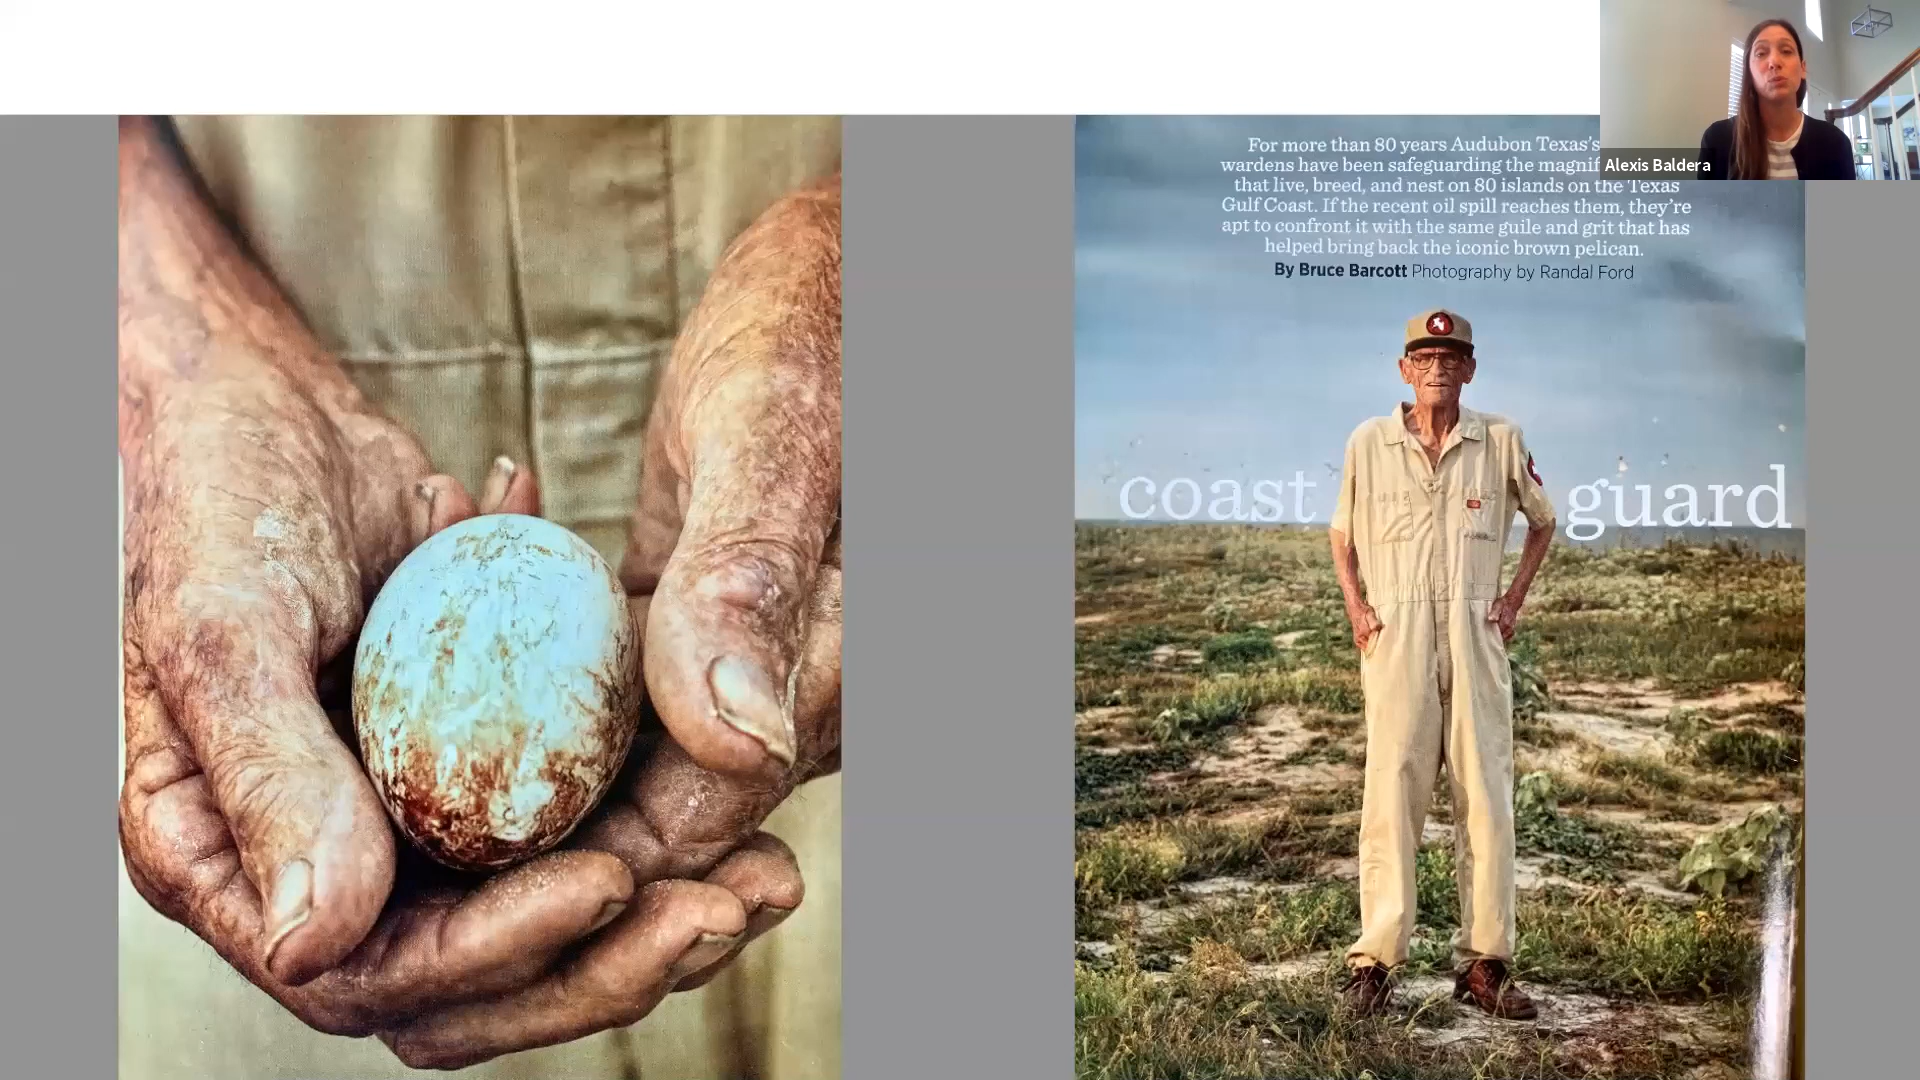 For more than 80 years Audubon Texas's
wardens have been safeguarding the magnif
that live, breed, and nest on 80 islands on the Texas
Gulf Coast. If the recent oil spill reaches them, they're
apt to confront it with the same guile and grit that has
helped bring back the iconic brown pelican.
By Bruce Barcott Photography by Randal Ford
coast guard
Alexis Baldera